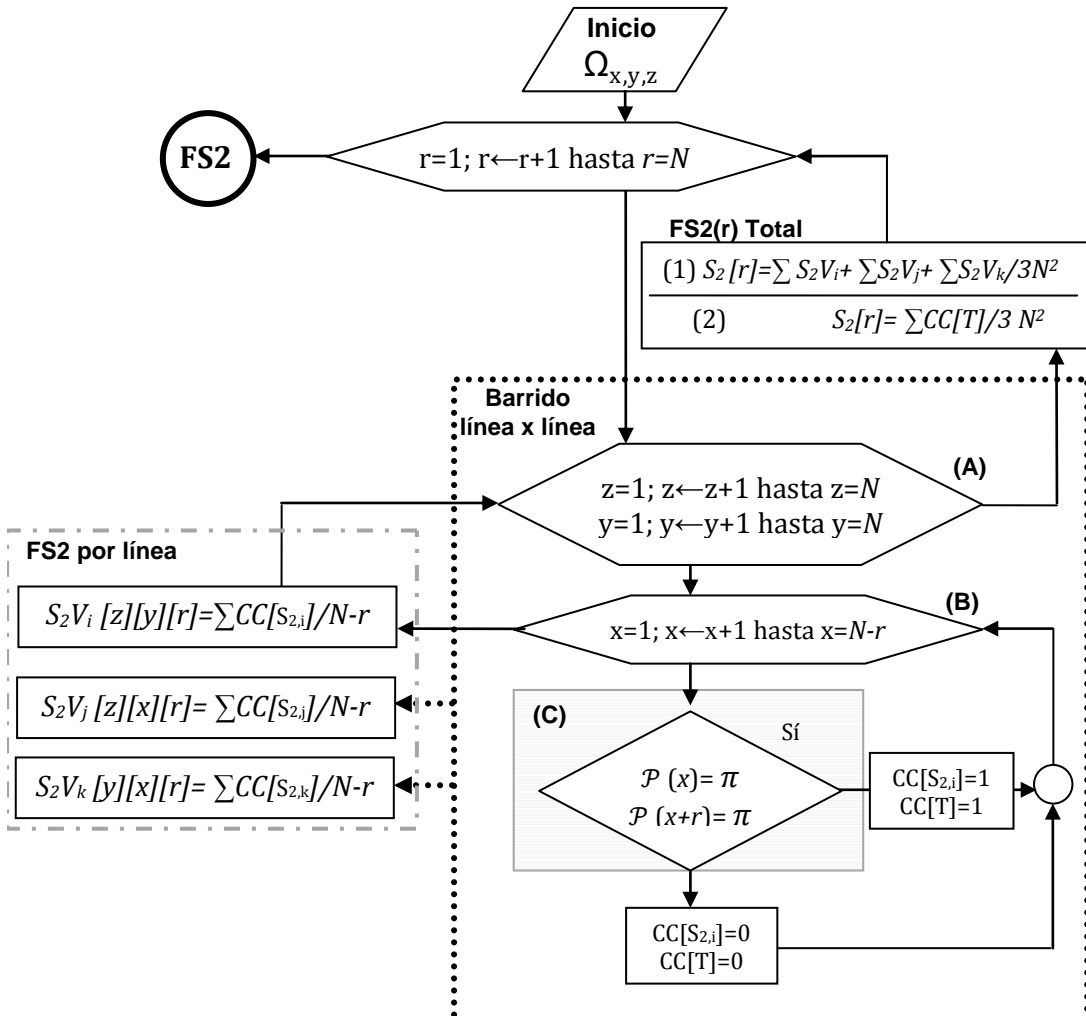 Inicio
Ωx,y,z
FS2
r=1; r←r+1 hasta r=N
FS2(r) Total
(1) S2 [r]=∑ S2Vi+ ∑S2Vj+ ∑S2Vk/3N²
(2) S2[r]= ∑CC[T]/3 N²
Barrido
línea x línea
(A)
z=1; z←z+1 hasta z=N
y=1; y←y+1 hasta y=N
FS2 por línea
S2Vi [z][y][r]=∑CC[S2,i]/N-r
S2Vj [z][x][r]= ∑CC[S2,j]/N-r
S2Vk [y][x][r]= ∑CC[S2,k]/N-r
(B)
x=1; x←x+1 hasta x=N-r
(C)
Sí
𝒫 (x)= π
𝒫 (x+r)= π
CC[S2,i]=1
CC[T]=1
CC[S2,i]=0
CC[T]=0